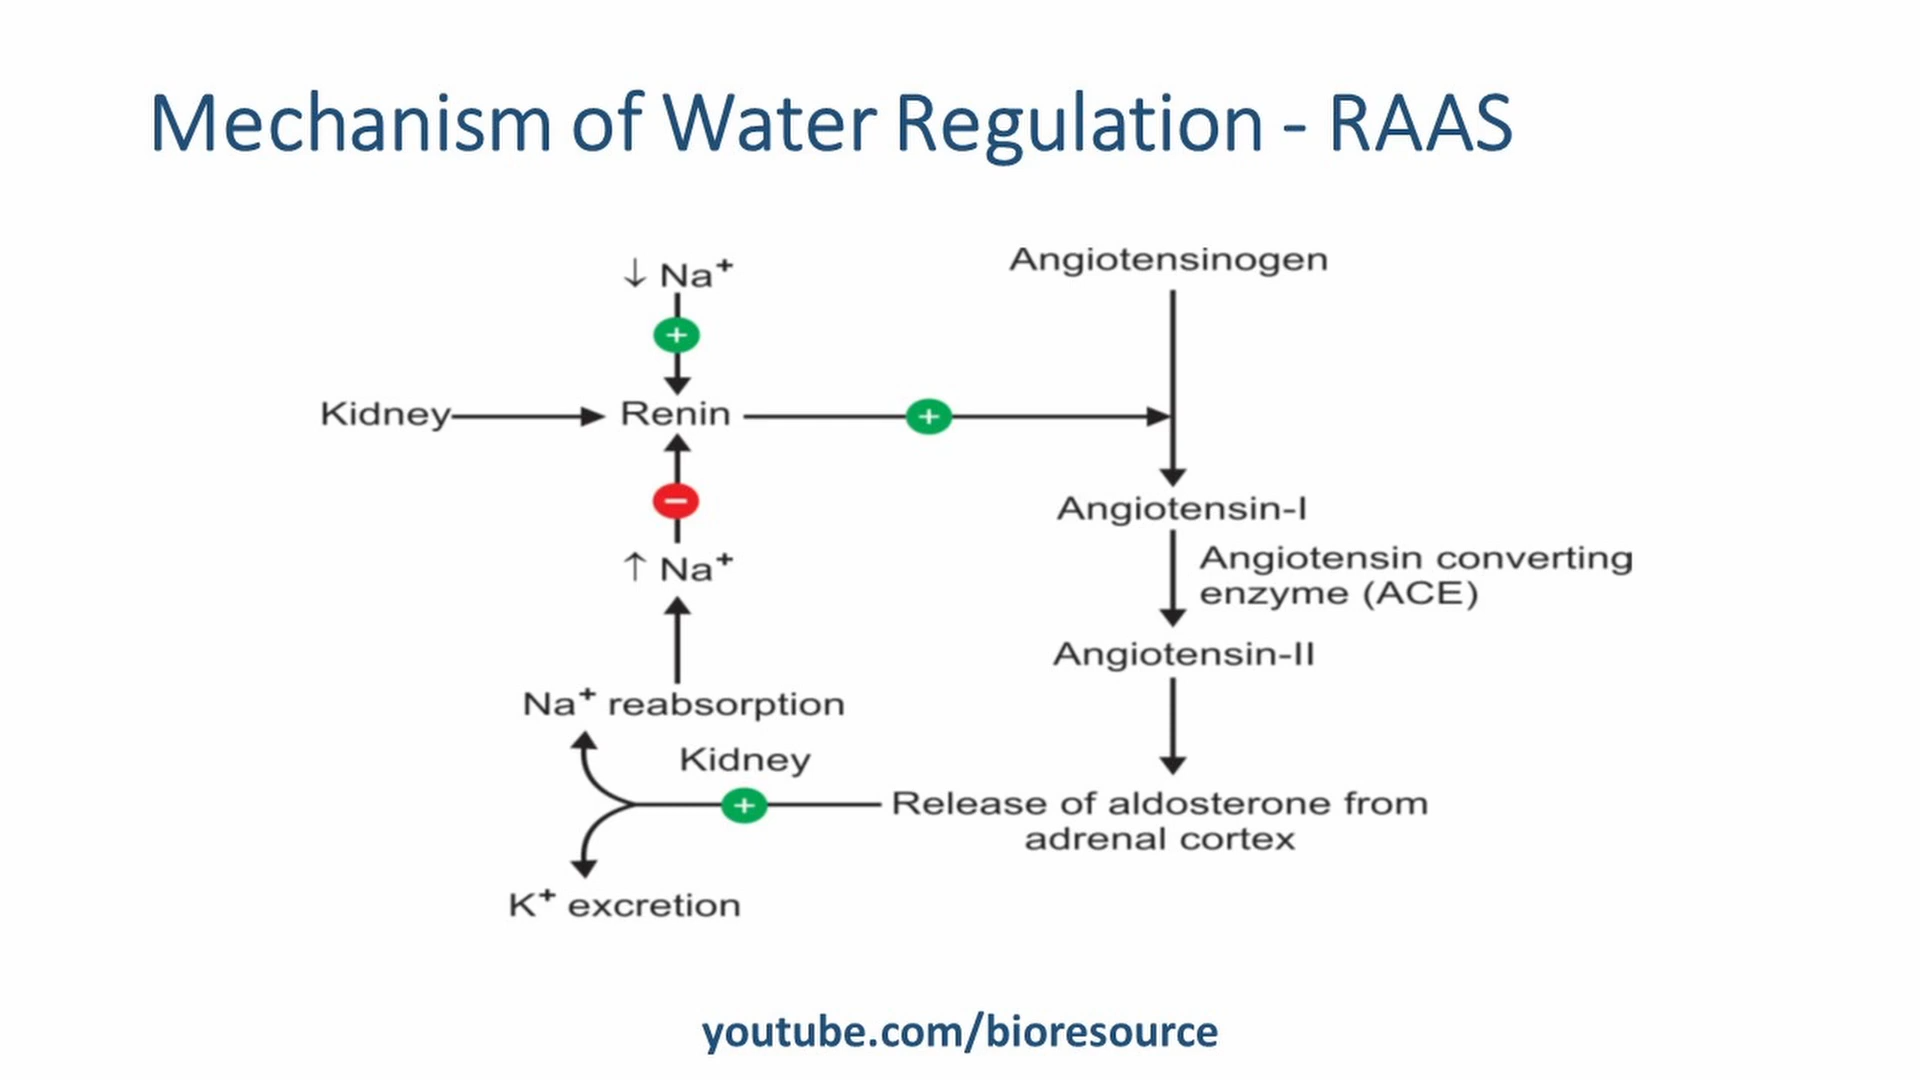 Mechanism of Water Regulation - RAAS
↓ Na⁺
Angiotensinogen
+
Kidney
Renin
+
−
Angiotensin-I
↑ Na⁺
Angiotensin converting
enzyme (ACE)
Angiotensin-II
Na⁺ reabsorption
Kidney
+
Release of aldosterone from
adrenal cortex
K⁺ excretion
youtube.com/bioresource